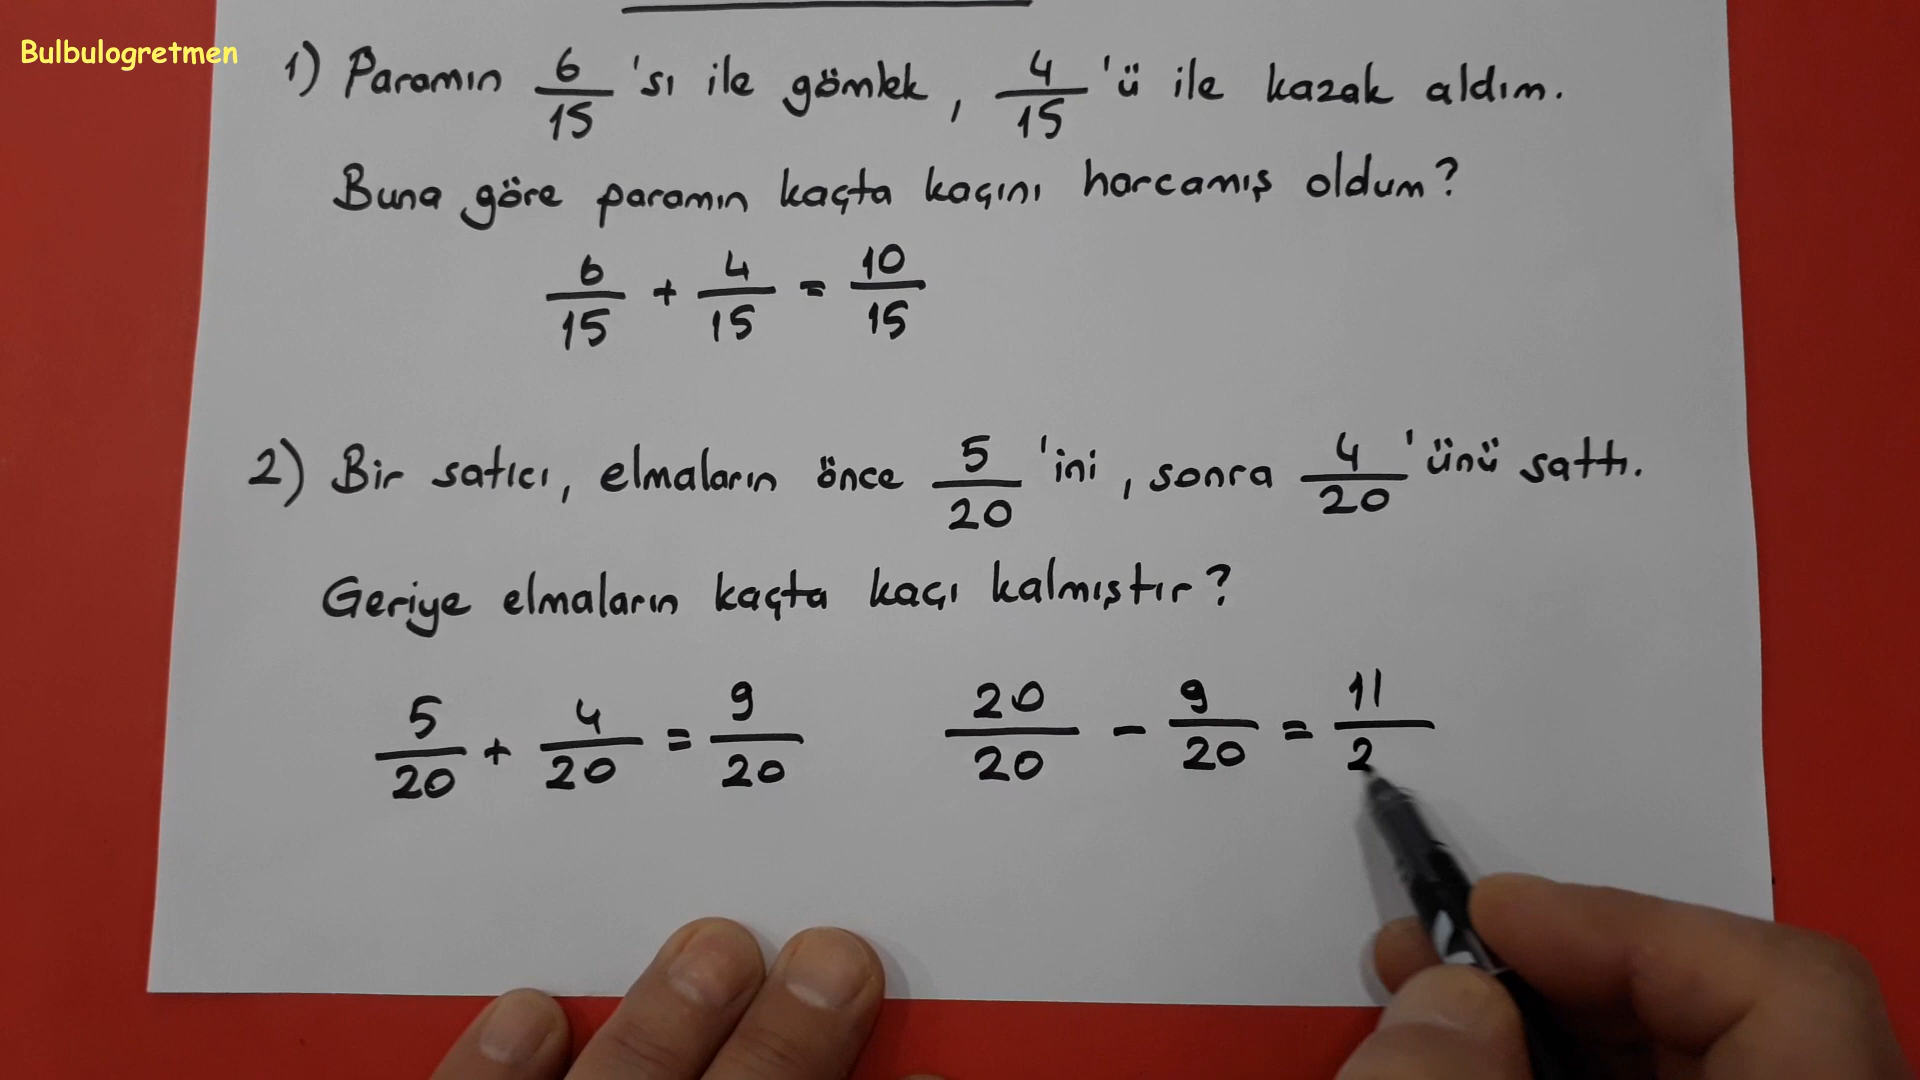 Bulbulogretmen
1) Paramın 6/15 'sı ile gömlek, 4/15 'ü ile kazak aldım.
Buna göre paramın kaçta kaçını harcamış oldum?
6/15 + 4/15 = 10/15
2) Bir satıcı, elmaların önce 5/20 'ini, sonra 4/20 'ünü sattı.
Geriye elmaların kaçta kaçı kalmıştır?
5/20 + 4/20 = 9/20 20/20 - 9/20 = 11/2